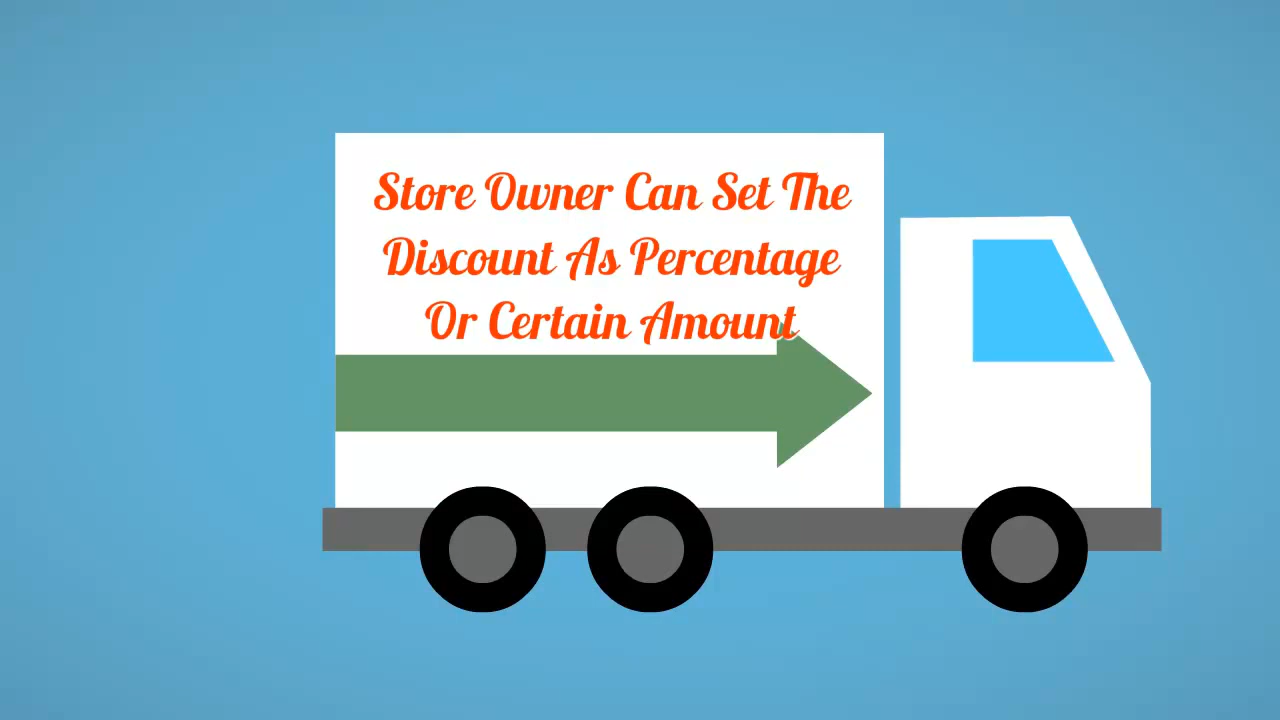 Store Owner Can Set The
Discount As Percentage
Or Certain Amount